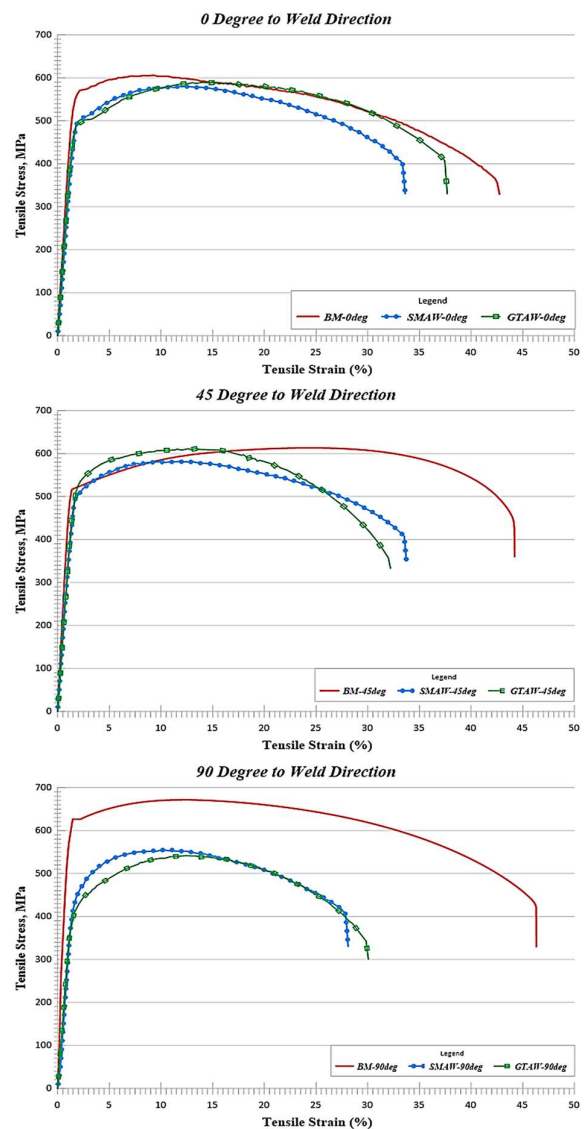 0 Degree to Weld Direction
700
600
500
400
300
200
100
0
Tensile Stress, MPa
Legend
BM-0deg SMAW-0deg GTAW-0deg
0 5 10 15 20 25 30 35 40 45 50
Tensile Strain (%)
45 Degree to Weld Direction
700
600
500
400
300
200
100
0
Tensile Stress, MPa
Legend
BM-45deg SMAW-45deg GTAW-45deg
0 5 10 15 20 25 30 35 40 45 50
Tensile Strain (%)
90 Degree to Weld Direction
700
600
500
400
300
200
100
0
Tensile Stress, MPa
Legend
BM-90deg SMAW-90deg GTAW-90deg
0 5 10 15 20 25 30 35 40 45 50
Tensile Strain (%)